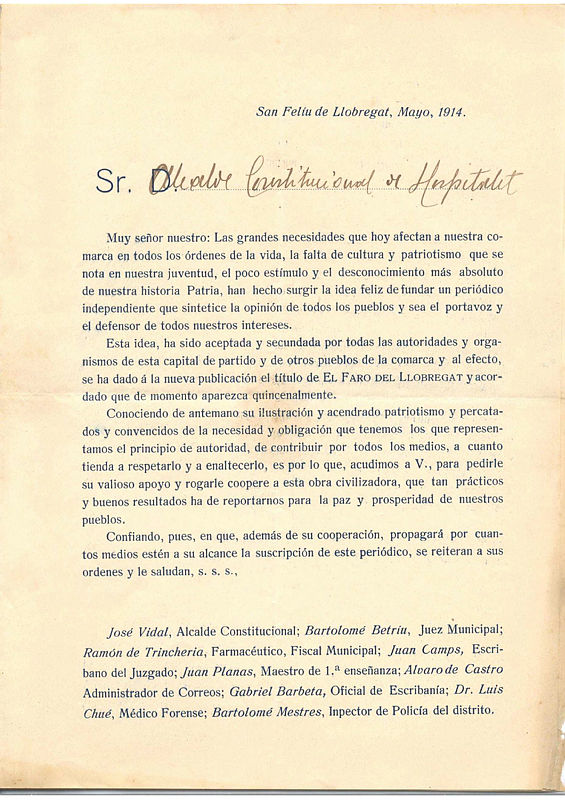 San Feliu de Llobregat, Mayo, 1914.
Sr. D. Alcalde Constitucional de Hospitalet
Muy señor nuestro: Las grandes necesidades que hoy afectan a nuestra co-
marca en todos los órdenes de la vida, la falta de cultura y patriotismo que se
nota en nuestra juventud, el poco estímulo y el desconocimiento más absoluto
de nuestra historia Patria, han hecho surgir la idea feliz de fundar un periódico
independiente que sintetice la opinión de todos los pueblos y sea el portavoz y
el defensor de todos nuestros intereses.
Esta idea, ha sido aceptada y secundada por todas las autoridades y orga-
nismos de esta capital de partido y de otros pueblos de la comarca y al efecto,
se ha dado á la nueva publicación el título de EL FARO DEL LLOBREGAT y acor-
dado que de momento aparezca quincenalmente.
Conociendo de antemano su ilustración y acendrado patriotismo y percata-
dos y convencidos de la necesidad y obligación que tenemos los que represen-
tamos el principio de autoridad, de contribuir por todos los medios, a cuanto
tienda a respetarlo y a enaltecerlo, es por lo que, acudimos a V., para pedirle
su valioso apoyo y rogarle coopere a esta obra civilizadora, que tan prácticos
y buenos resultados ha de reportarnos para la paz y prosperidad de nuestros
pueblos.
Confiando, pues, en que, además de su cooperación, propagará por cuan-
tos medios estén a su alcance la suscripción de este periódico, se reiteran a sus
ordenes y le saludan, s. s. s.,
José Vidal, Alcalde Constitucional; Bartolomé Betriu, Juez Municipal;
Ramón de Trincheria, Farmacéutico, Fiscal Municipal; Juan Camps, Escri-
bano del Juzgado; Juan Planas, Maestro de 1.ª enseñanza; Alvaro de Castro
Administrador de Correos; Gabriel Barbeta, Oficial de Escribanía; Dr. Luis
Chué, Médico Forense; Bartolomé Mestres, Inpector de Policía del distrito.